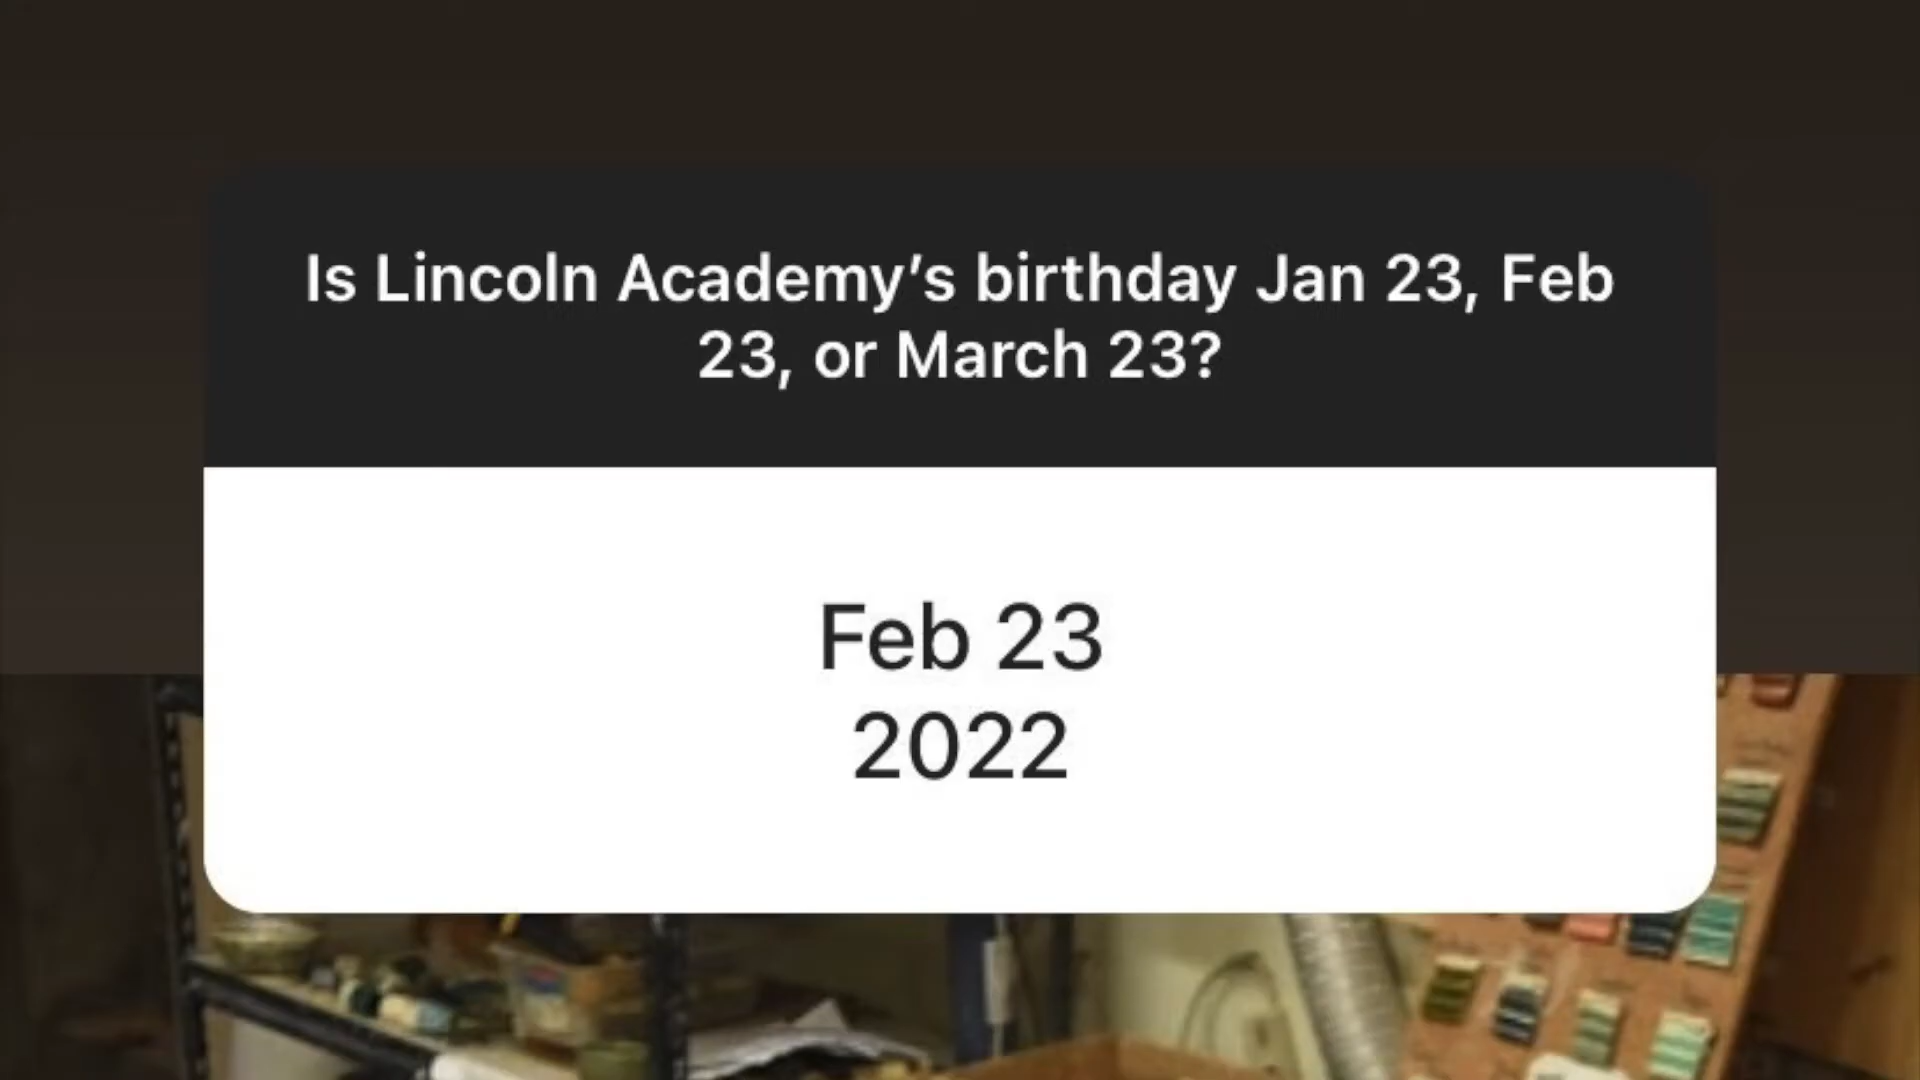 Is Lincoln Academy’s birthday Jan 23, Feb
23, or March 23?
Feb 23
2022